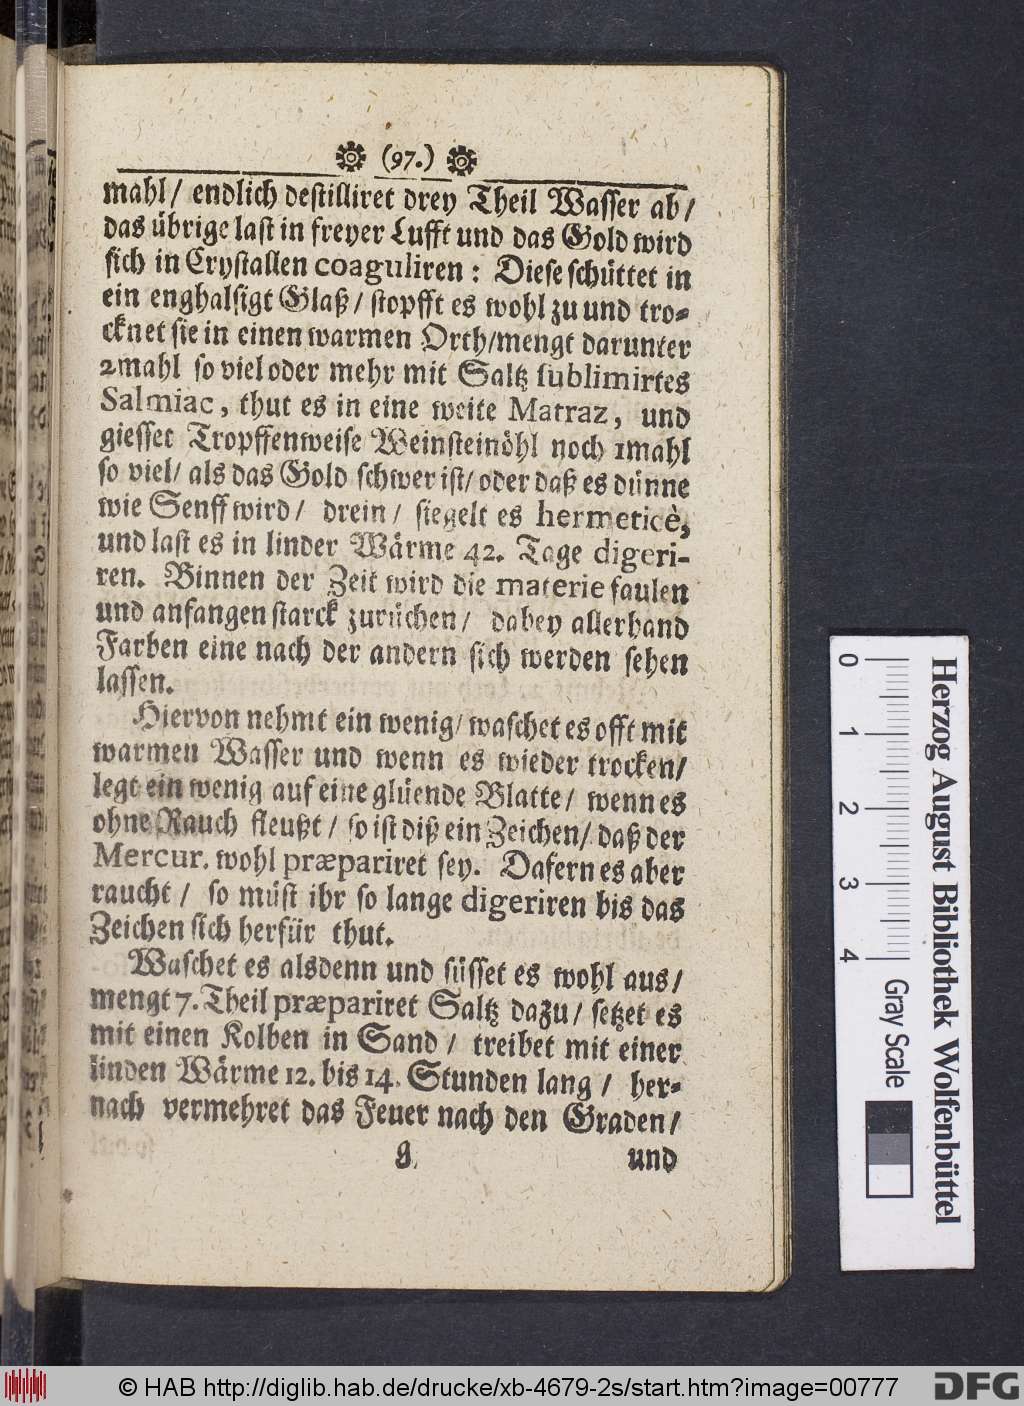 (97.)
mahl/ endlich destilliret drey Theil Wasser ab/
das übrige last in freyer Lufft und das Gold wird
sich in Crystallen coaguliren: Diese schüttet in
ein enghalsigt Glaß/ stopfft es wohl zu und tro-
cknet sie in einen warmen Orth/mengt darunter
2mahl so viel oder mehr mit Saltz sublimirtes
Salmiac, thut es in eine weite Matraz, und
giesset Tropffenweise Weinsteinöhl noch 1mahl
so viel/ als das Gold schwer ist/ oder daß es dünne
wie Senff wird/ drein/ siegelt es hermeticè,
und last es in linder Wärme 42. Tage digeri-
ren. Binnen der Zeit wird die materie faulen
und anfangen starck zurüchen/ dabey allerhand
Farben eine nach der andern sich werden sehen
lassen.
Hiervon nehmt ein wenig/ waschet es offt mit
warmen Wasser und wenn es wieder trocken/
legt ein wenig auf eine glüende Blatte/ wenn es
ohne Rauch fleußt/ so ist diß ein Zeichen/ daß der
Mercur. wohl præpariret sey. Dafern es aber
raucht/ so müst ihr so lange digeriren bis das
Zeichen sich herfür thut.
Waschet es alsdenn und süsset es wohl aus/
mengt 7. Theil præpariret Saltz dazu/ setzet es
mit einen Kolben in Sand/ treibet mit einer
linden Wärme 12. bis 14. Stunden lang/ her-
nach vermehret das Feuer nach den Graden/
g
und
0 1 2 3 4
Gray Scale
Herzog August Bibliothek Wolfenbüttel
© HAB http://diglib.hab.de/drucke/xb-4679-2s/start.htm?image=00777
DFG